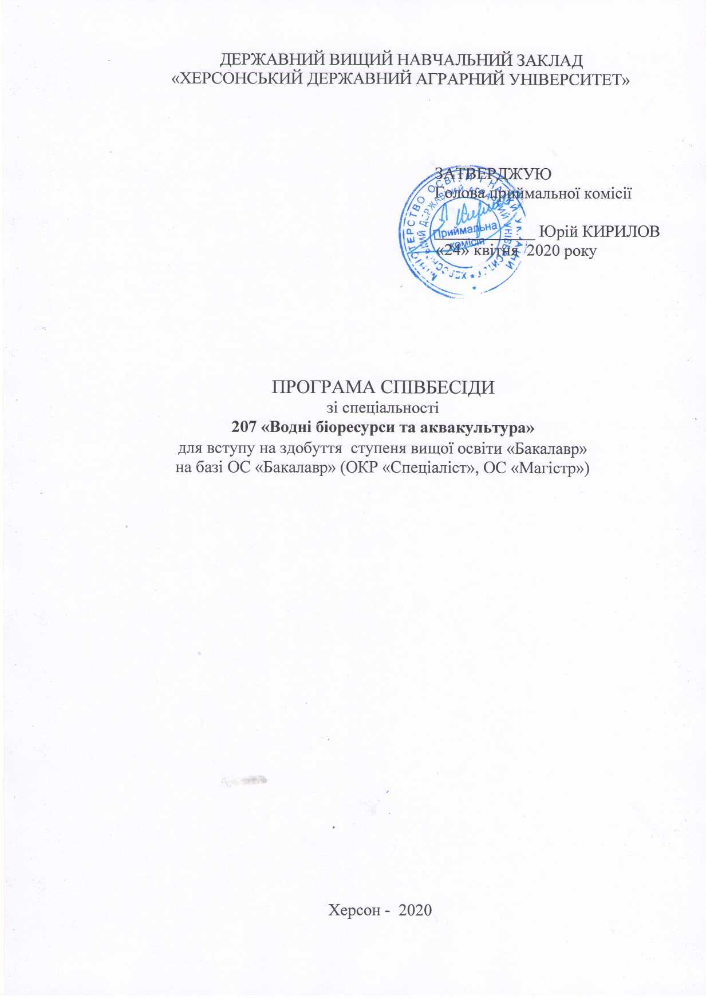 ДЕРЖАВНИЙ ВИЩИЙ НАВЧАЛЬНИЙ ЗАКЛАД
«ХЕРСОНСЬКИЙ ДЕРЖАВНИЙ АГРАРНИЙ УНІВЕРСИТЕТ»
ЗАТВЕРДЖУЮ
Голова приймальної комісії
Юрій КИРИЛОВ
«24» квітня 2020 року
Приймальна
комісія
ПРОГРАМА СПІВБЕСІДИ
зі спеціальності
207 «Водні біоресурси та аквакультура»
для вступу на здобуття ступеня вищої освіти «Бакалавр»
на базі ОС «Бакалавр» (ОКР «Спеціаліст», ОС «Магістр»)
Херсон - 2020